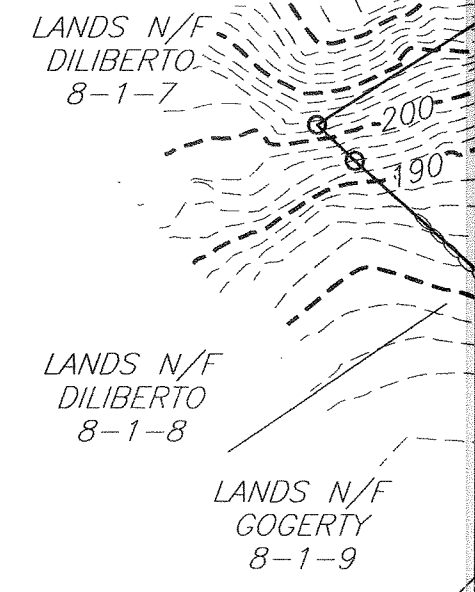 LANDS N/F
DILIBERTO
8-1-7
200
190
LANDS N/F
DILIBERTO
8-1-8
LANDS N/F
GOGERTY
8-1-9